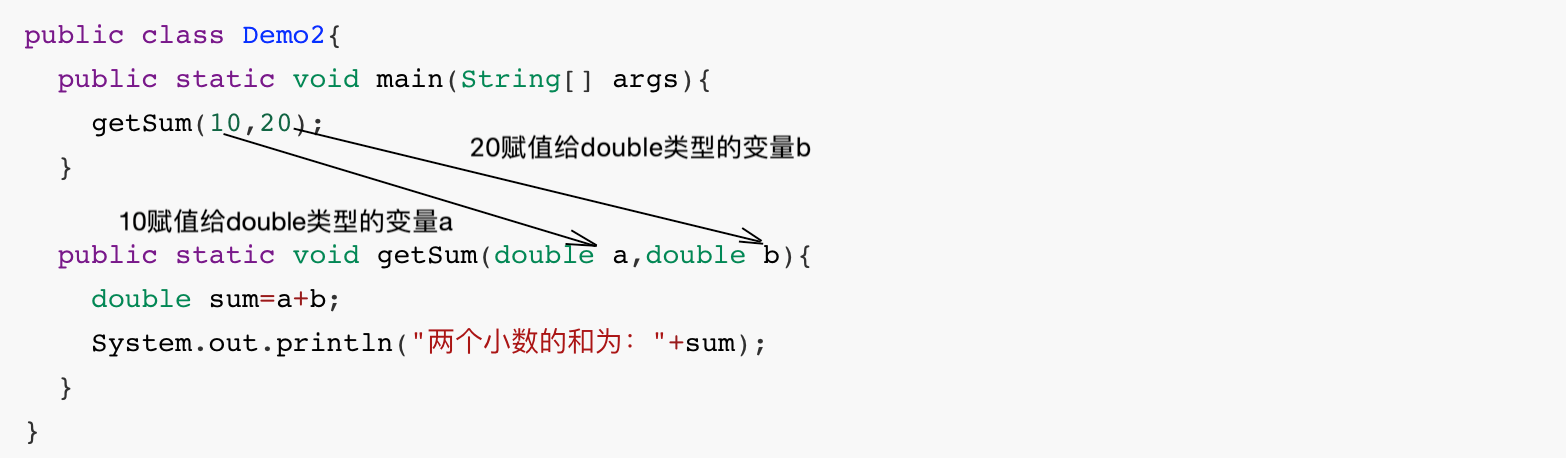 public class Demo2{
public static void main(String[] args){
getSum(10,20);
20赋值给double类型的变量b
}
10赋值给double类型的变量a
public static void getSum(double a,double b){
double sum=a+b;
System.out.println("两个小数的和为："+sum);
}
}